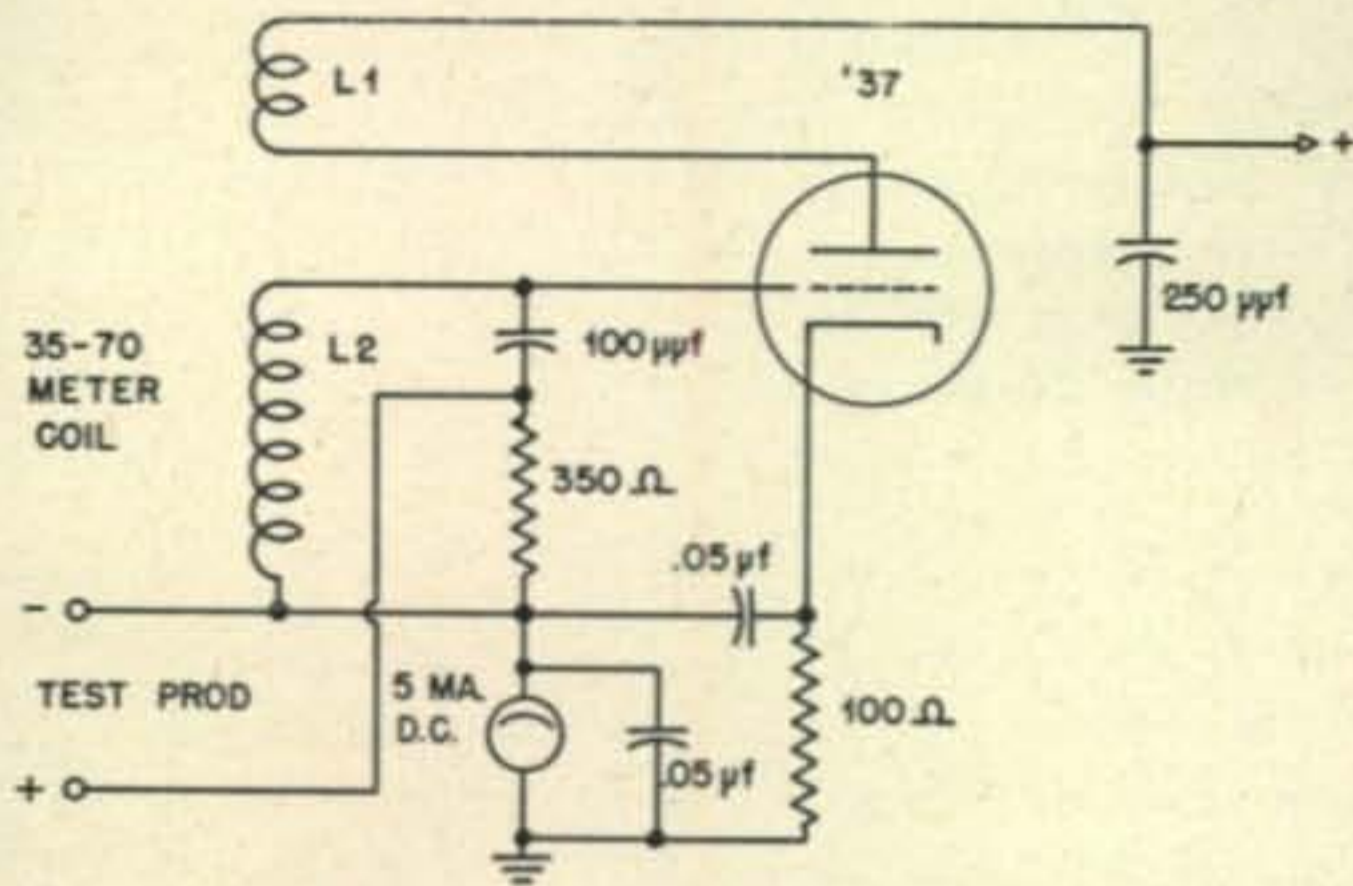 L1
'37
+
250 µµf
35-70
METER
COIL
L2
100 µµf
350 Ω
.05 µf
-
TEST PROD
5 MA.
D.C.
100 Ω
+
.05 µf